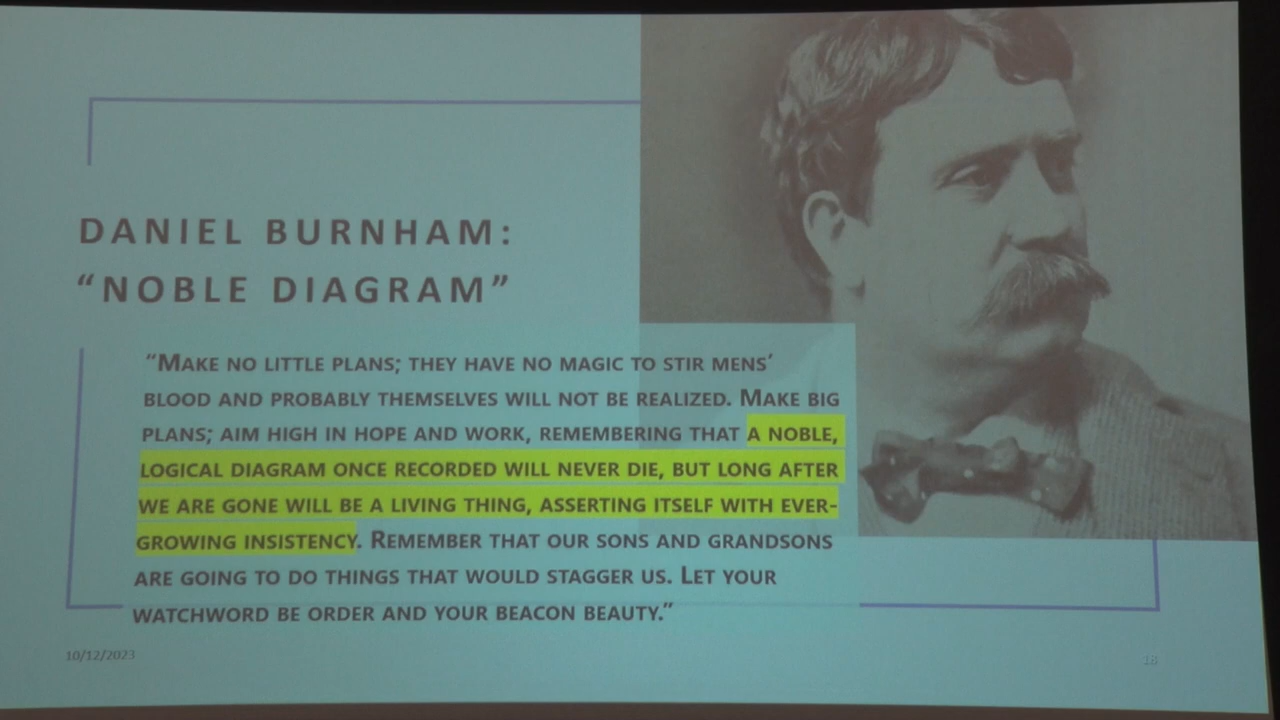 DANIEL BURNHAM:
“NOBLE DIAGRAM”
“MAKE NO LITTLE PLANS; THEY HAVE NO MAGIC TO STIR MENS’
BLOOD AND PROBABLY THEMSELVES WILL NOT BE REALIZED. MAKE BIG
PLANS; AIM HIGH IN HOPE AND WORK, REMEMBERING THAT A NOBLE,
LOGICAL DIAGRAM ONCE RECORDED WILL NEVER DIE, BUT LONG AFTER
WE ARE GONE WILL BE A LIVING THING, ASSERTING ITSELF WITH EVER-
GROWING INSISTENCY. REMEMBER THAT OUR SONS AND GRANDSONS
ARE GOING TO DO THINGS THAT WOULD STAGGER US. LET YOUR
WATCHWORD BE ORDER AND YOUR BEACON BEAUTY.”
10/12/2023
18